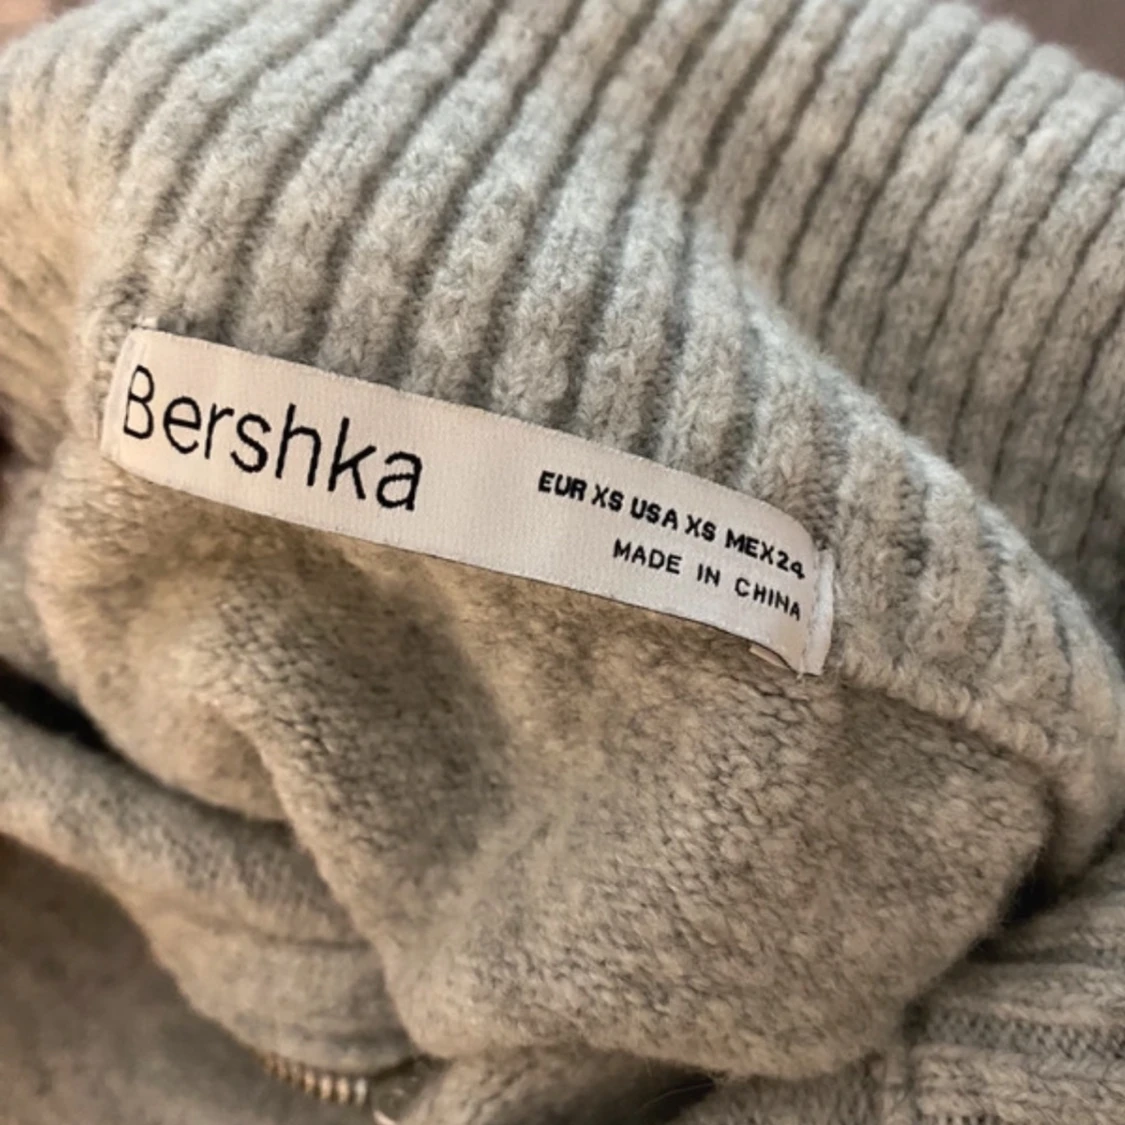 Bershka
EUR XS USA XS MEX24
MADE IN CHINA